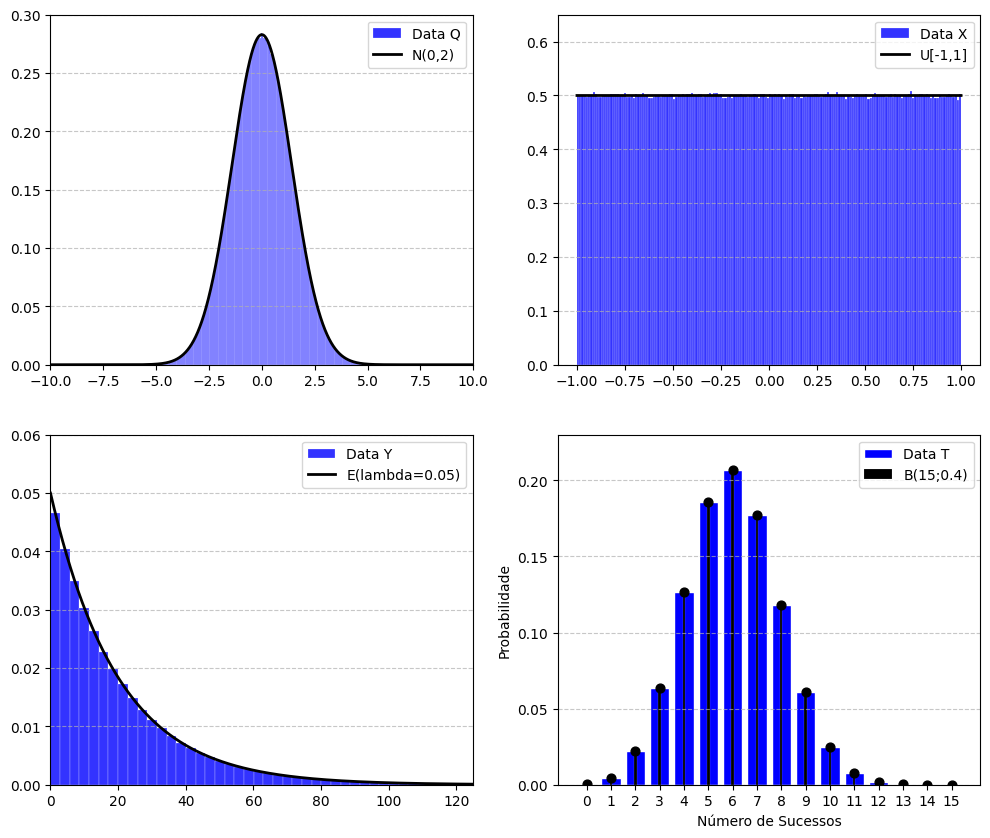 0.30
0.25
0.20
0.15
0.10
0.05
0.00
−10.0 −7.5 −5.0 −2.5 0.0 2.5 5.0 7.5 10.0
Data Q
N(0,2)
0.6
0.5
0.4
0.3
0.2
0.1
0.0
−1.00 −0.75 −0.50 −0.25 0.00 0.25 0.50 0.75 1.00
Data X
U[-1,1]
0.06
0.05
0.04
0.03
0.02
0.01
0.00
0 20 40 60 80 100 120
Data Y
E(lambda=0.05)
Probabilidade
0.20
0.15
0.10
0.05
0.00
0 1 2 3 4 5 6 7 8 9 10 11 12 13 14 15
Número de Sucessos
Data T
B(15;0.4)